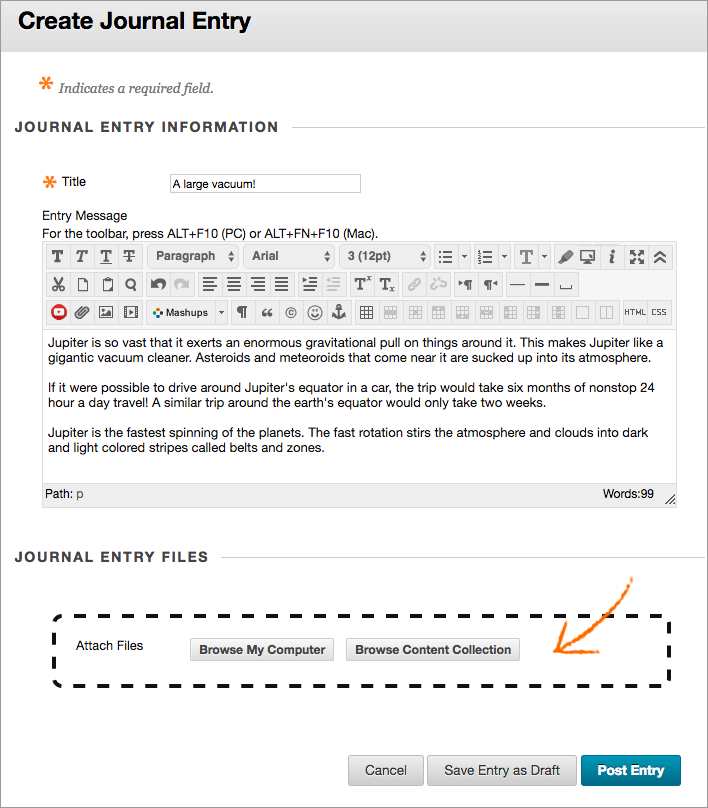 Create Journal Entry
Indicates a required field.
JOURNAL ENTRY INFORMATION
Title A large vacuum!
Entry Message
For the toolbar, press ALT+F10 (PC) or ALT+FN+F10 (Mac).
T T T T Paragraph Arial 3 (12pt) T i
Tx Tx
Mashups HTML CSS
Jupiter is so vast that it exerts an enormous gravitational pull on things around it. This makes Jupiter like a
gigantic vacuum cleaner. Asteroids and meteoroids that come near it are sucked up into its atmosphere.
If it were possible to drive around Jupiter's equator in a car, the trip would take six months of nonstop 24
hour a day travel! A similar trip around the earth's equator would only take two weeks.
Jupiter is the fastest spinning of the planets. The fast rotation stirs the atmosphere and clouds into dark
and light colored stripes called belts and zones.
Path: p Words:99
JOURNAL ENTRY FILES
Attach Files Browse My Computer Browse Content Collection
Cancel Save Entry as Draft Post Entry